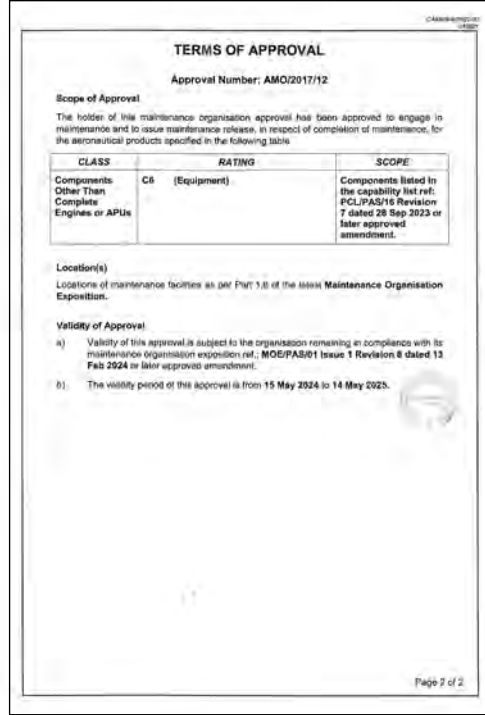 TERMS OF APPROVAL
Approval Number: AMO/2017/12
Scope of Approval
The holder of this maintenance organisation approval has been approved to engage in
maintenance and to issue maintenance release, in respect of completion of maintenance, for
the aeronautical products specified in the following table
CLASS RATING SCOPE
Components C6 (Equipment) Components listed in
Other Than the capability list ref:
Complete PCL/PAS/16 Revision
Engines or APUs 7 dated 28 Sep 2023 or
later approved
amendment.
Location(s)
Locations of maintenance facilities as per Part 1.8 of the latest Maintenance Organisation
Exposition.
Validity of Approval
a) Validity of this approval is subject to the organisation remaining in compliance with its
maintenance organisation exposition ref.: MOE/PAS/01 Issue 1 Revision 8 dated 13
Feb 2024 or later approved amendment.
b) The validity period of this approval is from 15 May 2024 to 14 May 2025.
Page 2 of 2